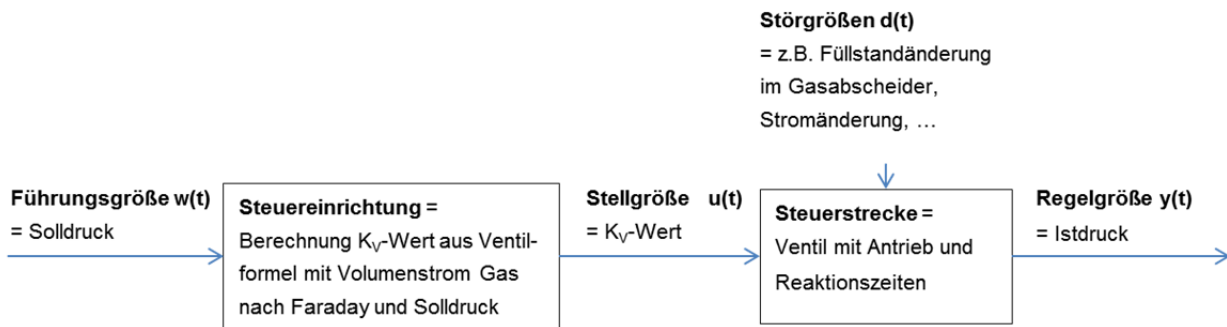 Störgrößen d(t)
= z.B. Füllstandänderung
im Gasabscheider,
Stromänderung, …
Führungsgröße w(t)
= Solldruck
Steuereinrichtung =
Berechnung KV-Wert aus Ventil-
formel mit Volumenstrom Gas
nach Faraday und Solldruck
Stellgröße u(t)
= KV-Wert
Steuerstrecke =
Ventil mit Antrieb und
Reaktionszeiten
Regelgröße y(t)
= Istdruck